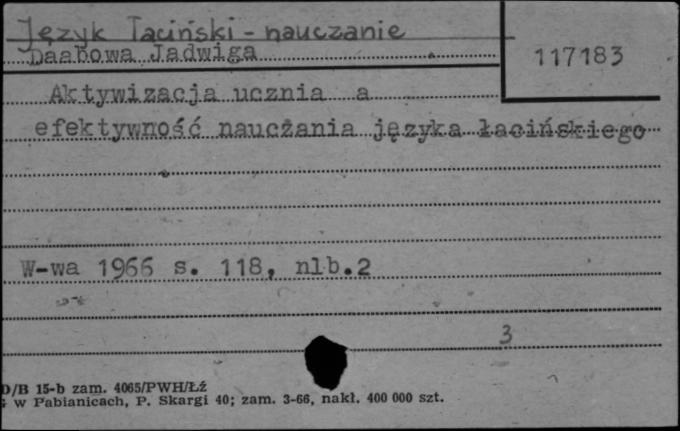 Język łaciński - nauczanie
Daabowa Jadwiga
117183
Aktywizacja ucznia a
efektywność nauczania języka łacińskiego
W-wa 1966 s. 118, nlb.2
3
D/B 15-b zam. 4065/PWH/Łź
w Pabianicach, P. Skargi 40; zam. 3-66, nakł. 400 000 szt.